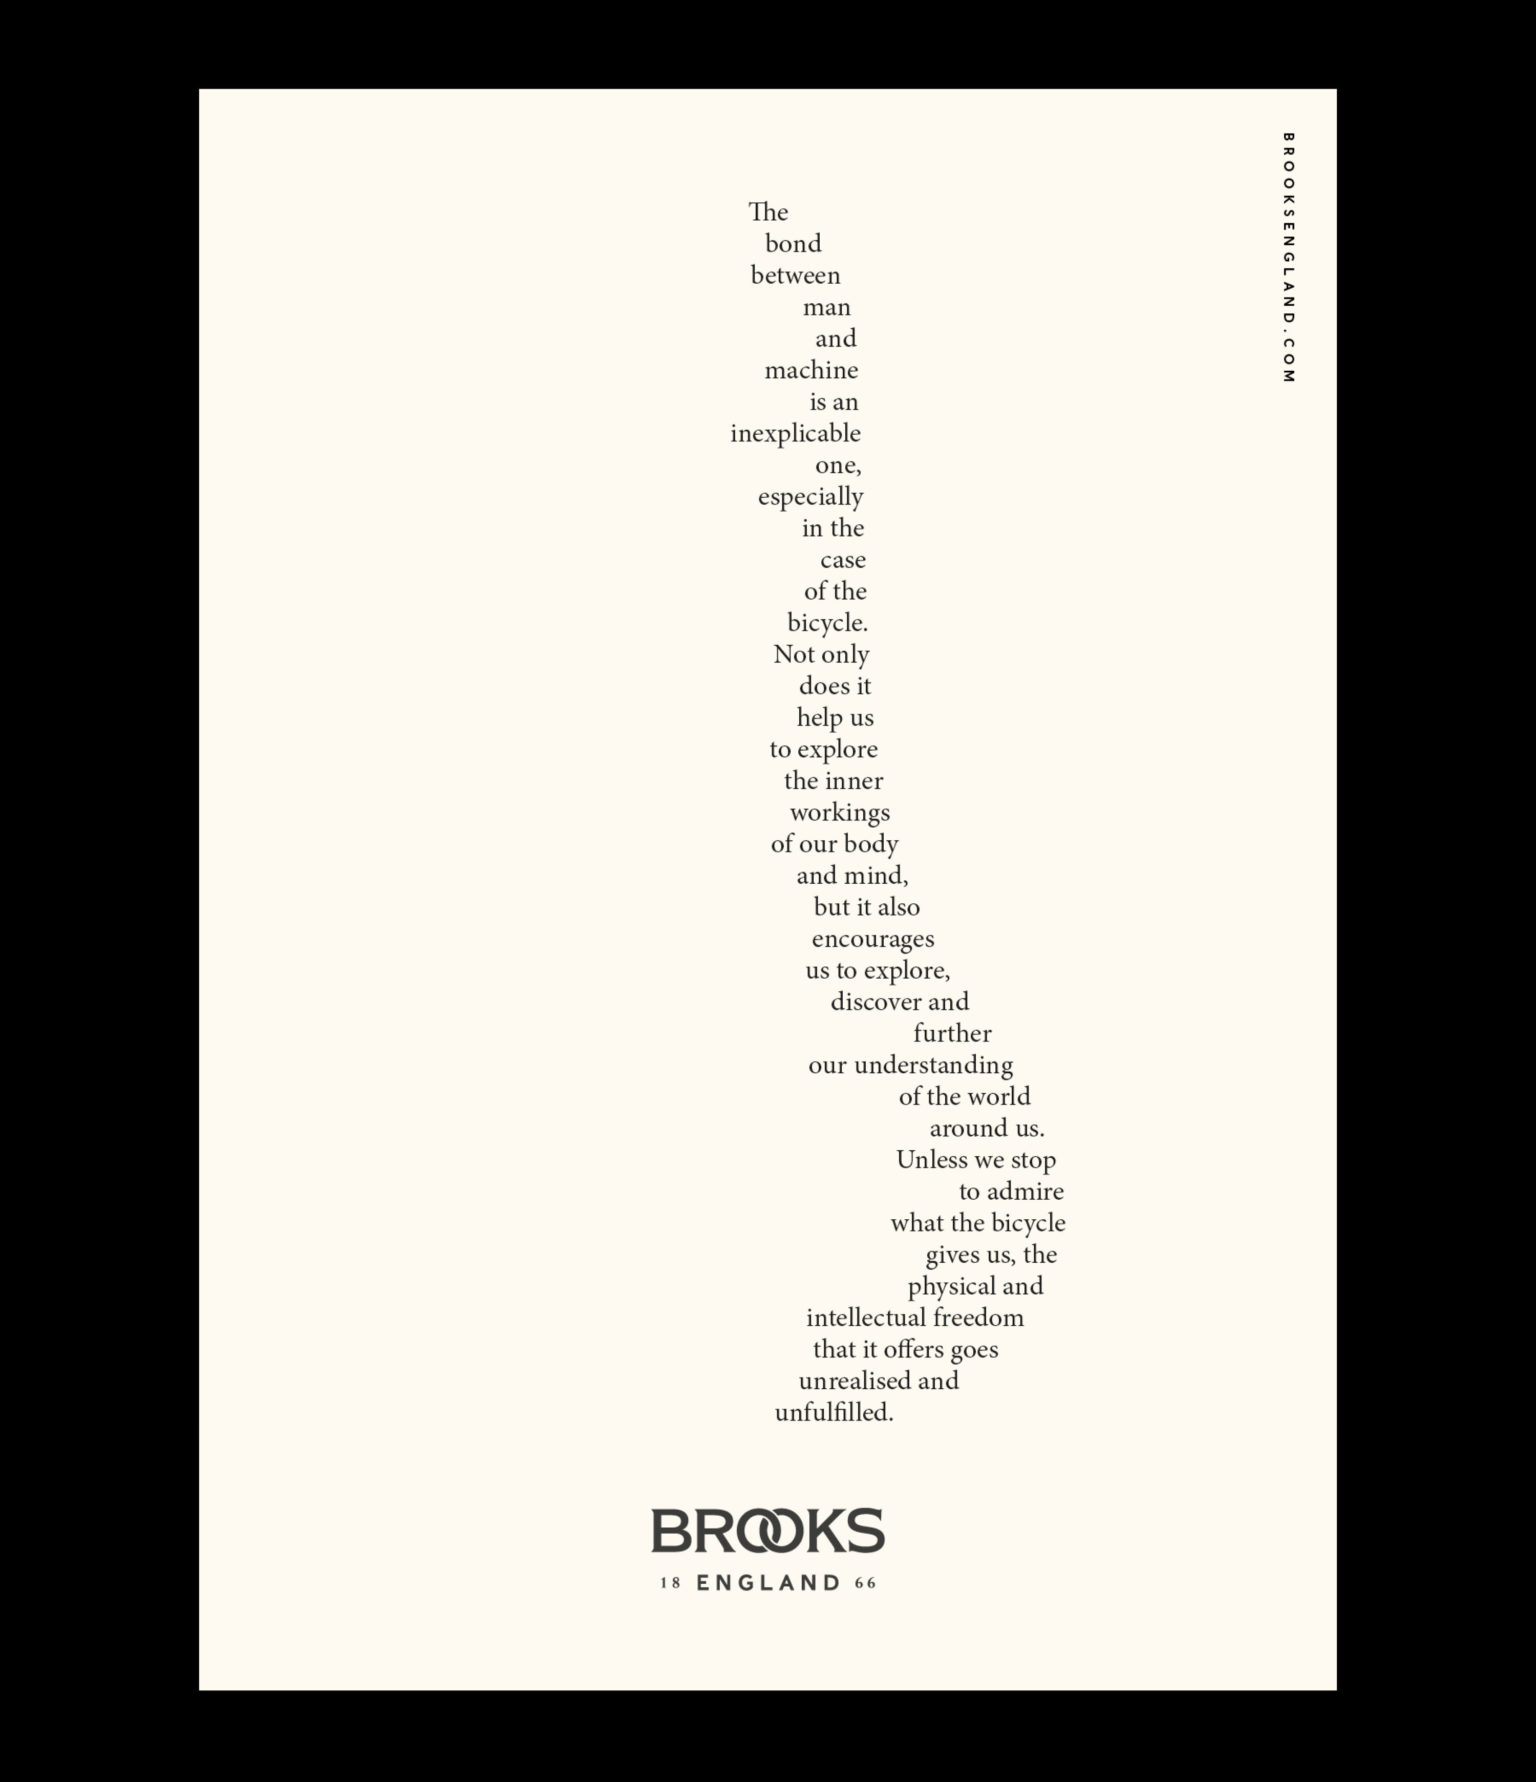 BROOKSENGLAND.COM
The
bond
between
man
and
machine
is an
inexplicable
one,
especially
in the
case
of the
bicycle.
Not only
does it
help us
to explore
the inner
workings
of our body
and mind,
but it also
encourages
us to explore,
discover and
further
our understanding
of the world
around us.
Unless we stop
to admire
what the bicycle
gives us, the
physical and
intellectual freedom
that it offers goes
unrealised and
unfulfilled.
BROOKS
18 ENGLAND 66